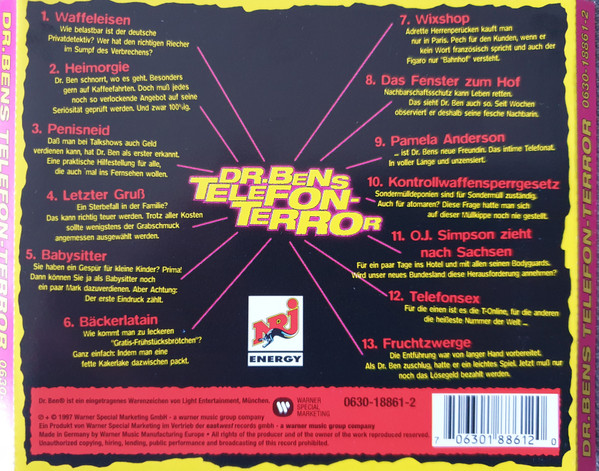 DR.BENS TELEFON-TERROR 0630-18861-2
1. Waffeleisen
Wie belastbar ist der deutsche
Privatdetektiv? Wer hat den richtigen Riecher
im Sumpf des Verbrechens?
2. Heimorgie
Dr. Ben schnorrt, wo es geht. Besonders
gern auf Kaffeefahrten. Doch muß jedes
noch so verlockende Angebot auf seine
Seriösität geprüft werden. Und zwar 100%ig.
3. Penisneid
Daß man bei Talkshows auch Geld
verdienen kann, hat Dr. Ben als erster erkannt.
Eine praktische Hilfestellung für alle,
die auch 'mal ins Fernsehen wollen.
4. Letzter Gruß
Ein Sterbefall in der Familie?
Das kann richtig teuer werden. Trotz aller Kosten
sollte wenigstens der Grabschmuck
angemessen ausgewählt werden.
5. Babysitter
Sie haben ein Gespür für kleine Kinder? Prima!
Dann können Sie ja als Babysitter noch
ein paar Mark dazuverdienen. Aber Achtung:
Der erste Eindruck zählt.
6. Bäckerlatain
Wie kommt man zu leckeren
"Gratis-Frühstücksbrötchen"?
Ganz einfach: Indem man eine
fette Kakerlake dazwischen packt.
DR.BENS
TELEFON-
TERROR
NRJ
ENERGY
7. Wixshop
Adrette Herrenperücken kauft man
nur in Paris. Pech für den Kunden, wenn er
kein Wort französisch spricht und auch der
Figaro nur "Bahnhof" versteht.
8. Das Fenster zum Hof
Nachbarschaftsschutz kann Leben retten.
Das sieht Dr. Ben auch so. Seit Wochen
observiert er deshalb seine fesche Nachbarin.
9. Pamela Anderson
... ist Dr. Bens neue Freundin. Das intime Telefonat.
In voller Länge und unzensiert.
10. Kontrollwaffensperrgesetz
Sondermülldeponien sind für Sondermüll zuständig.
Auch für atomaren? Diese Frage hatte man sich
auf dieser Müllkippe noch nie gestellt.
11. O.J. Simpson zieht
nach Sachsen
Für ein paar Tage ins Hotel und mit allen seinen Bodyguards.
Wird unser neues Bundesland diese Herausforderung annehmen?
12. Telefonsex
Für die einen ist es die T-Online, für die anderen
die heißeste Nummer der Welt ...
13. Fruchtzwerge
Die Entführung war von langer Hand vorbereitet.
Als Dr. Ben zuschlug, hatte er ein leichtes Spiel. Jetzt muß nur
noch das Lösegeld bezahlt werden.
Dr. Ben® ist ein eingetragenes Warenzeichen von Light Entertainment, München.
℗ + © 1997 Warner Special Marketing GmbH - a warner music group company
Ein Produkt von Warner Special Marketing im Vertrieb der eastwest records gmbh - a warner music group company
Made in Germany by Warner Music Manufacturing Europe • All rights of the producer and of the owner of the work reproduced reserved.
Unauthorized copying, hiring, lending, public performance and broadcasting of this record prohibited.
WARNER
SPECIAL
MARKETING
0630-18861-2
7 06301 88612 0
DR.BENS TELEFON-TERROR 0630-18861-2